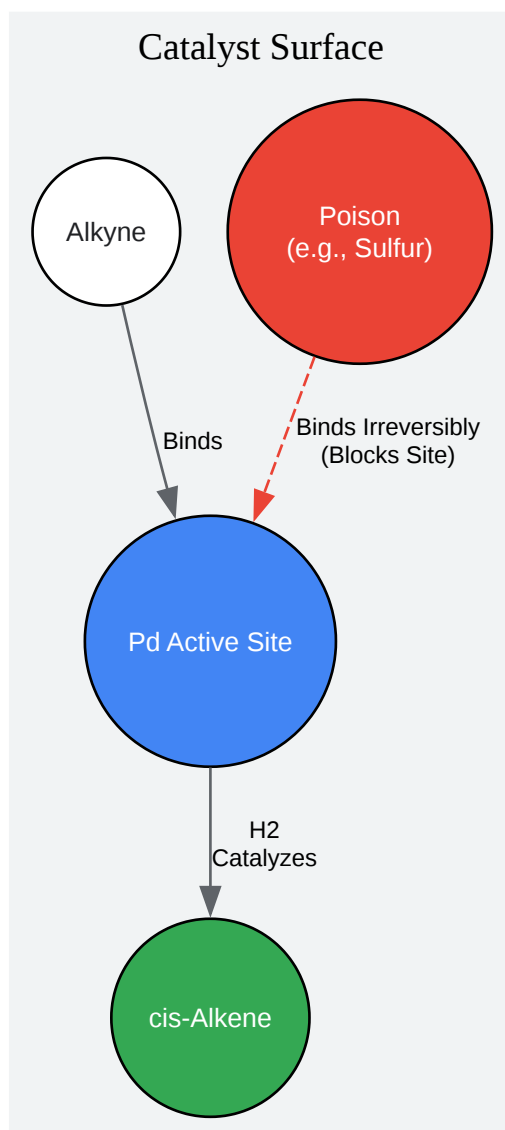 Catalyst Surface
Alkyne
Poison
(e.g., Sulfur)
Binds
Binds Irreversibly
(Blocks Site)
Pd Active Site
H2
Catalyzes
cis-Alkene